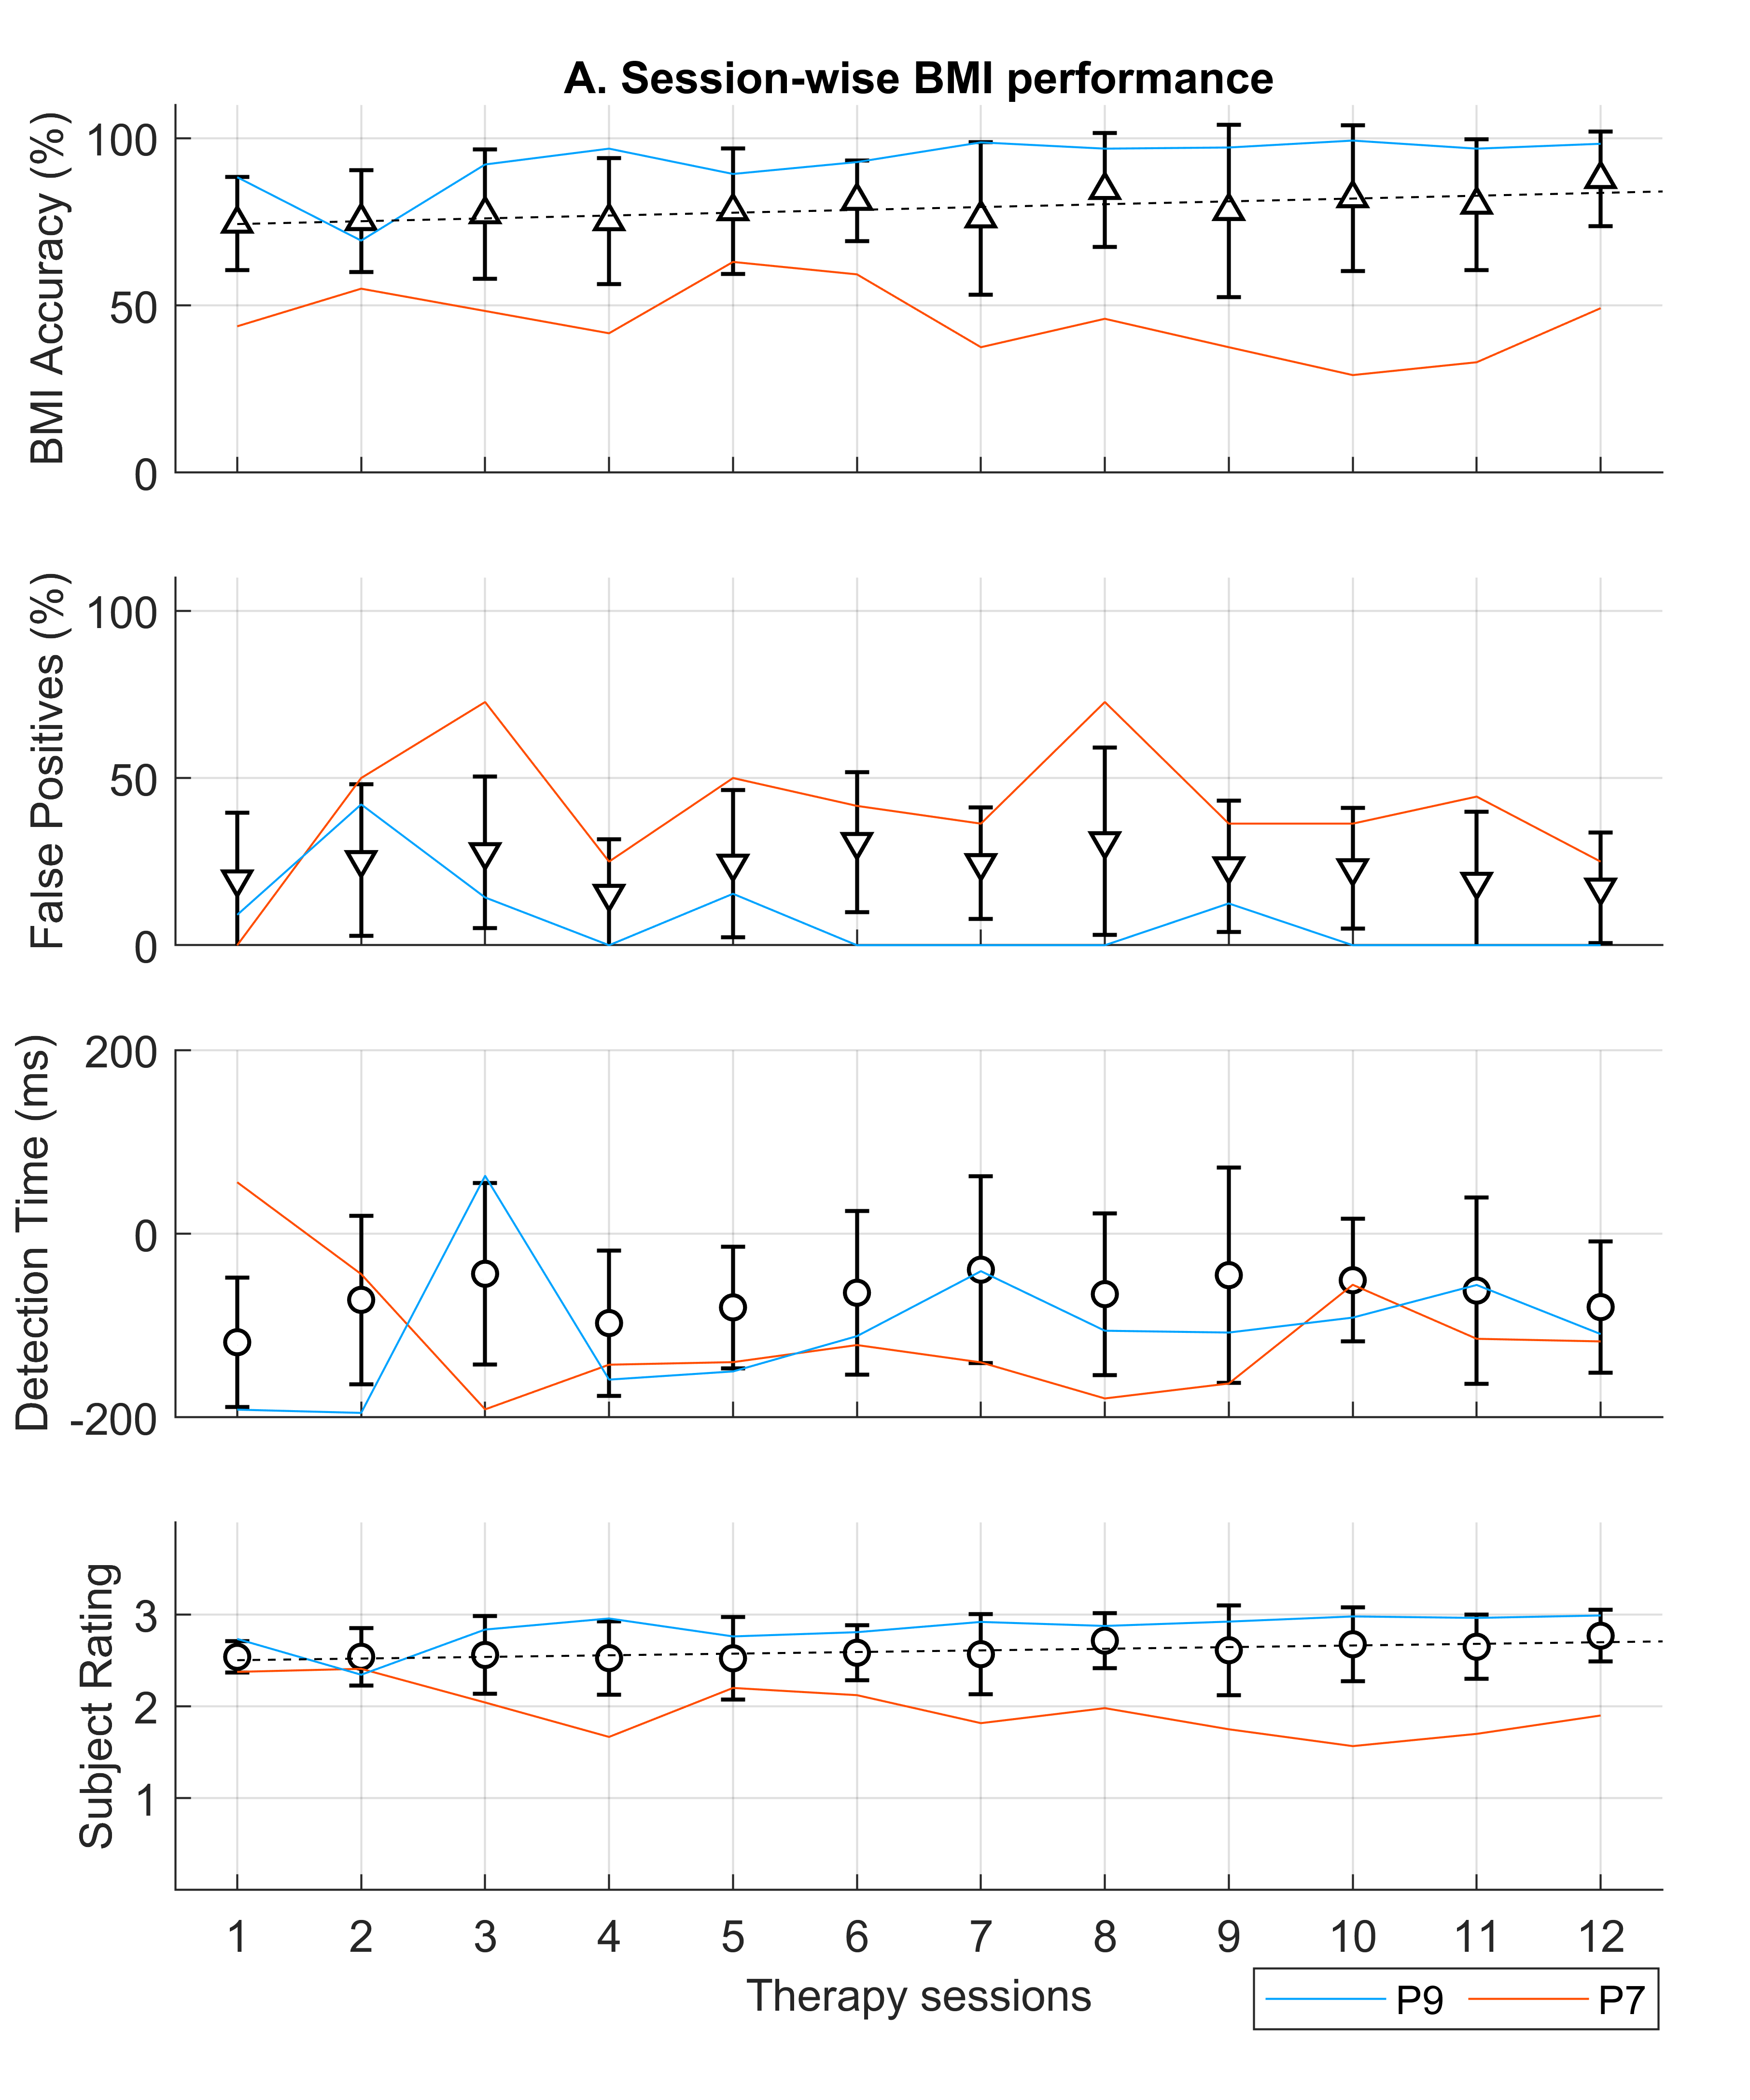 A. Session-wise BMI performance
BMI Accuracy (%)
100
50
0
False Positives (%)
100
50
0
Detection Time (ms)
200
0
-200
Subject Rating
3
2
1
1 2 3 4 5 6 7 8 9 10 11 12
Therapy sessions
P9 P7